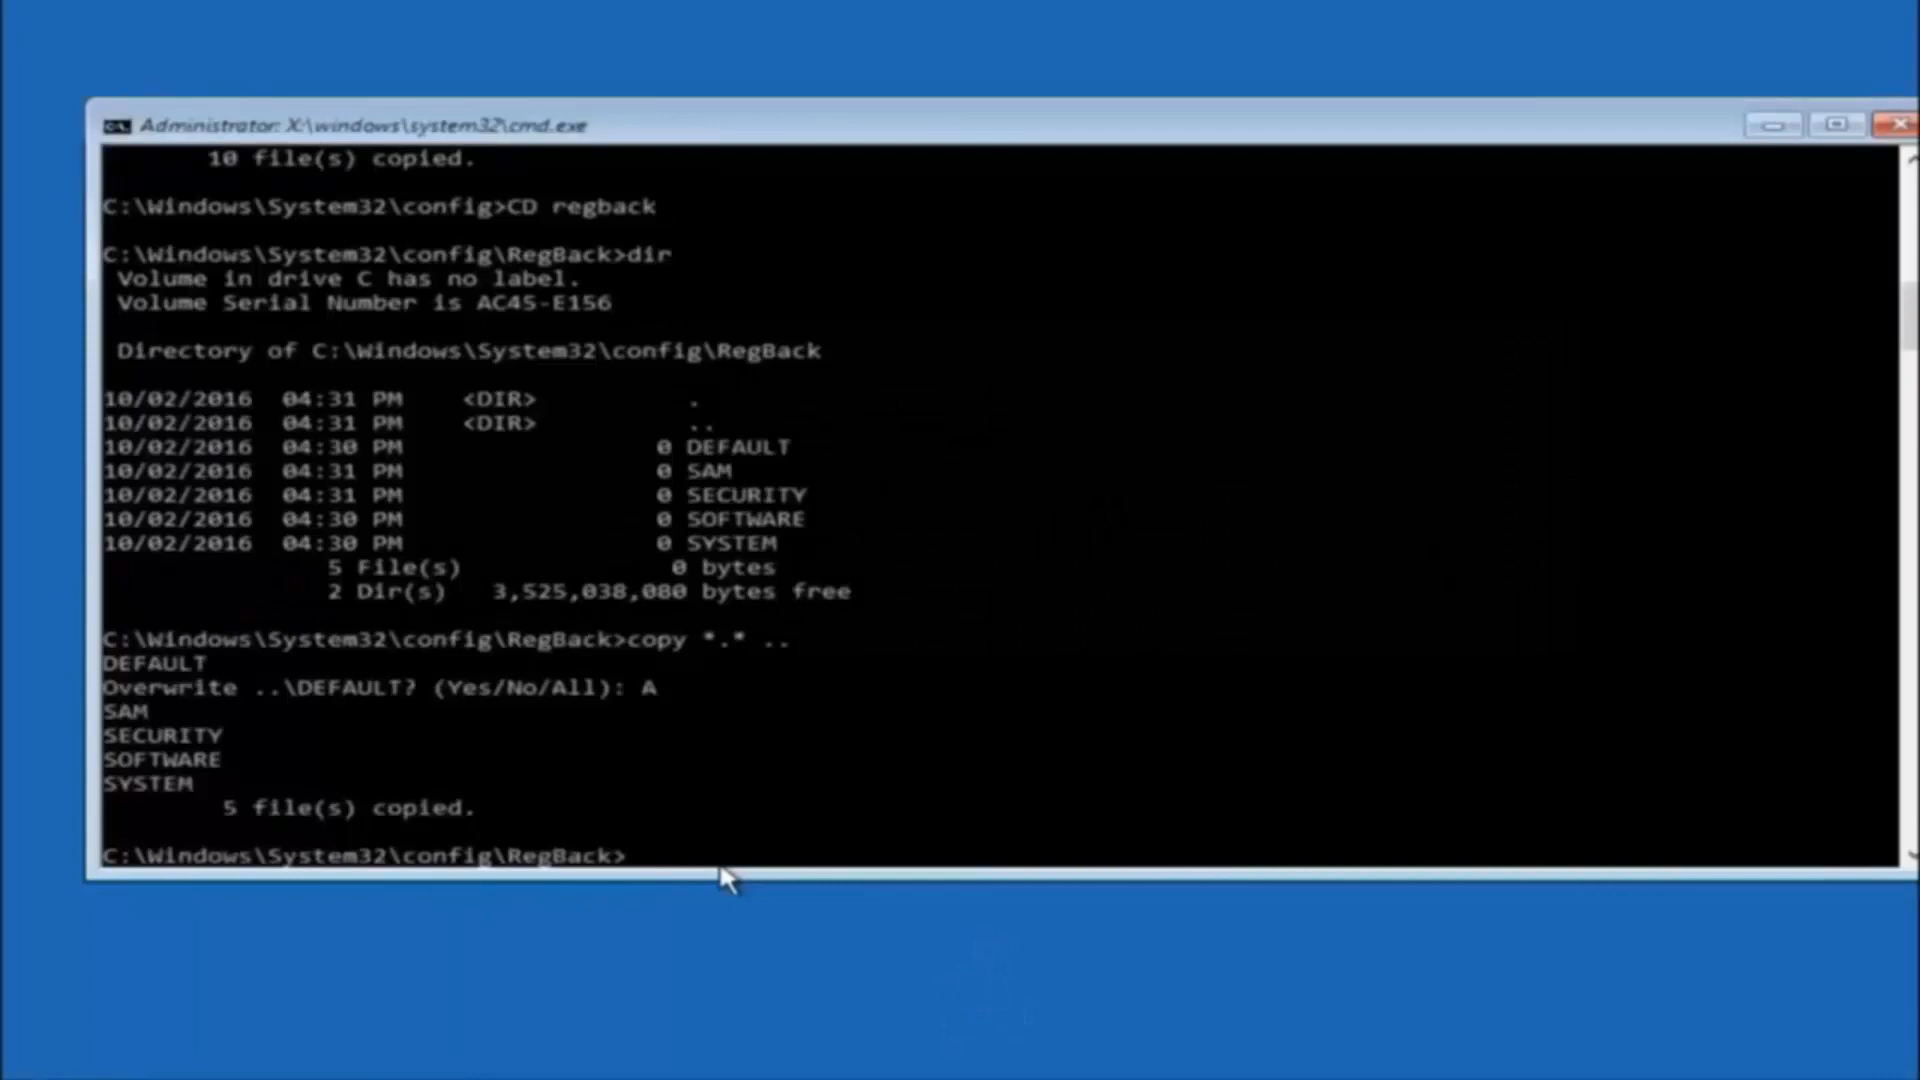 Administrator: X:\windows\system32\cmd.exe
10 file(s) copied.
C:\Windows\System32\config>CD regback
C:\Windows\System32\config\RegBack>dir
Volume in drive C has no label.
Volume Serial Number is AC45-E156
Directory of C:\Windows\System32\config\RegBack
10/02/2016 04:31 PM <DIR> .
10/02/2016 04:31 PM <DIR> ..
10/02/2016 04:30 PM 0 DEFAULT
10/02/2016 04:31 PM 0 SAM
10/02/2016 04:31 PM 0 SECURITY
10/02/2016 04:30 PM 0 SOFTWARE
10/02/2016 04:30 PM 0 SYSTEM
5 File(s) 0 bytes
2 Dir(s) 3,525,038,080 bytes free
C:\Windows\System32\config\RegBack>copy *.* ..
DEFAULT
Overwrite ..\DEFAULT? (Yes/No/All): A
SAM
SECURITY
SOFTWARE
SYSTEM
5 file(s) copied.
C:\Windows\System32\config\RegBack>